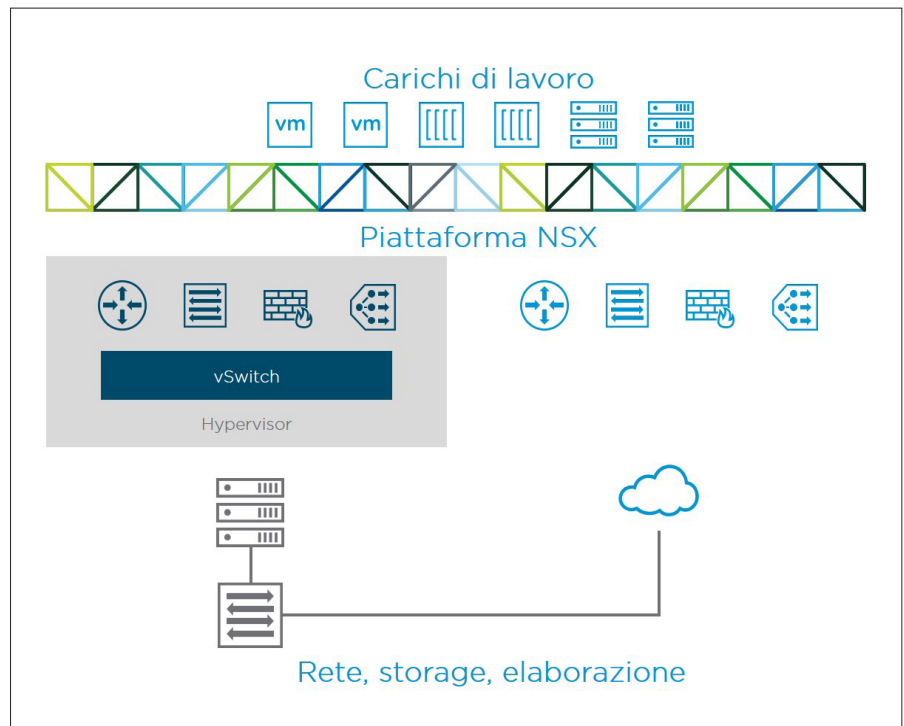 Carichi di lavoro
vm vm
Piattaforma NSX
vSwitch
Hypervisor
Rete, storage, elaborazione